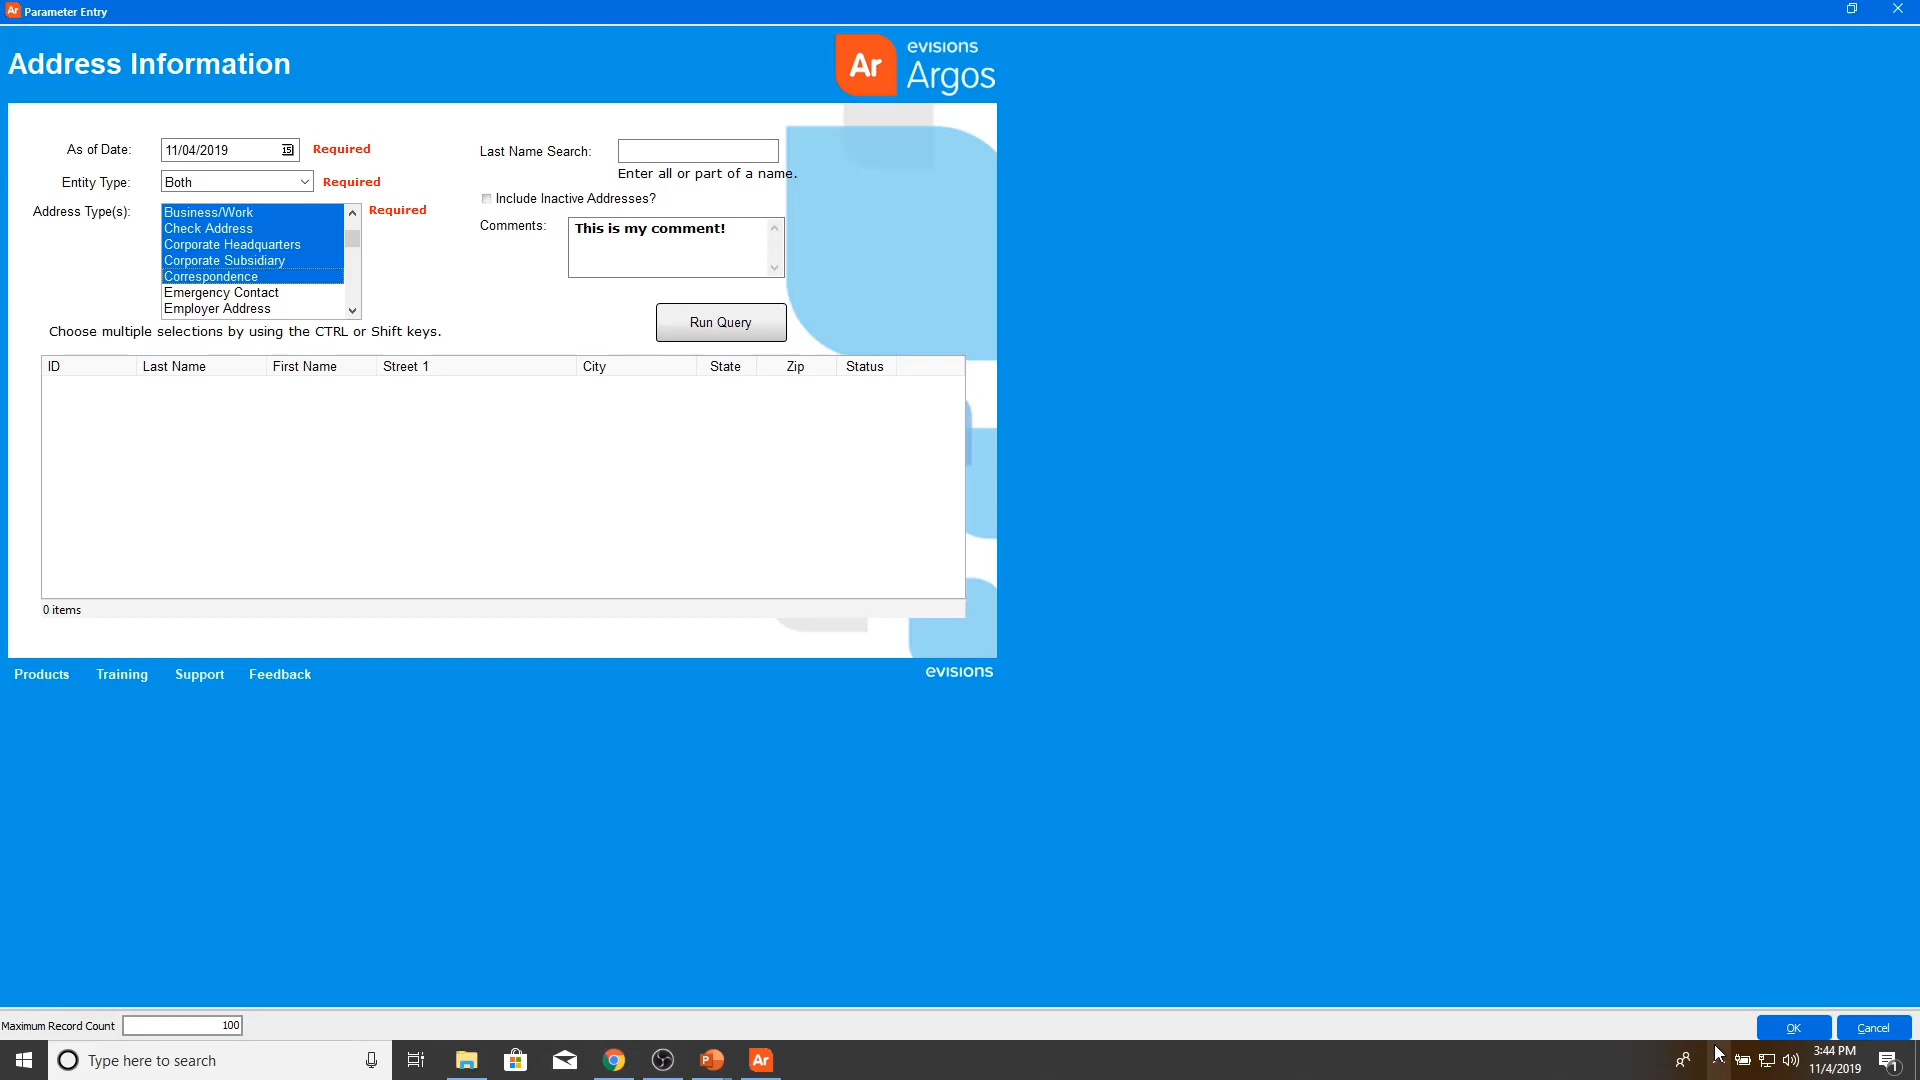 Ar Parameter Entry
Address Information
Ar evisions
Argos
As of Date: 11/04/2019 15 Required
Last Name Search:
Enter all or part of a name.
Entity Type: Both Required
Include Inactive Addresses?
Address Type(s): Business/Work Required
Check Address
Corporate Headquarters
Corporate Subsidiary
Correspondence
Emergency Contact
Employer Address
Comments: This is my comment!
Choose multiple selections by using the CTRL or Shift keys.
Run Query
ID Last Name First Name Street 1 City State Zip Status
0 items
Products Training Support Feedback evisions
Maximum Record Count 100
OK Cancel
Type here to search
Ar
3:44 PM
11/4/2019
1